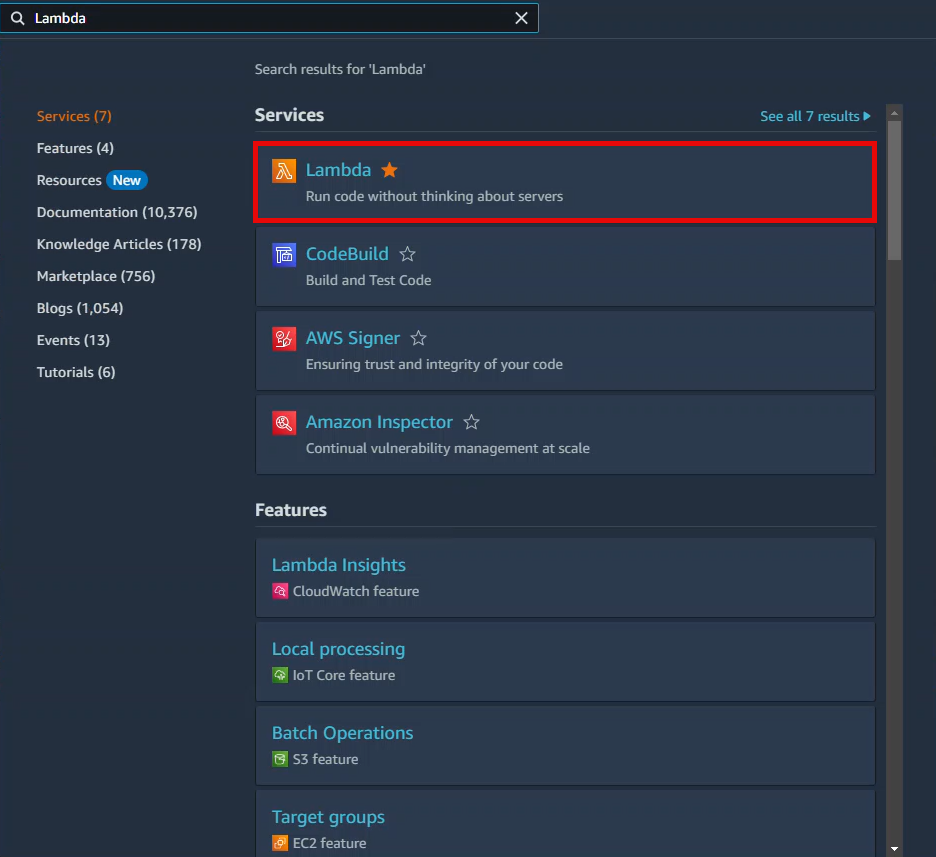 Lambda
Search results for 'Lambda'
Services (7)
Features (4)
Resources New
Documentation (10,376)
Knowledge Articles (178)
Marketplace (756)
Blogs (1,054)
Events (13)
Tutorials (6)
Services
See all 7 results
Lambda
Run code without thinking about servers
CodeBuild
Build and Test Code
AWS Signer
Ensuring trust and integrity of your code
Amazon Inspector
Continual vulnerability management at scale
Features
Lambda Insights
CloudWatch feature
Local processing
IoT Core feature
Batch Operations
S3 feature
Target groups
EC2 feature